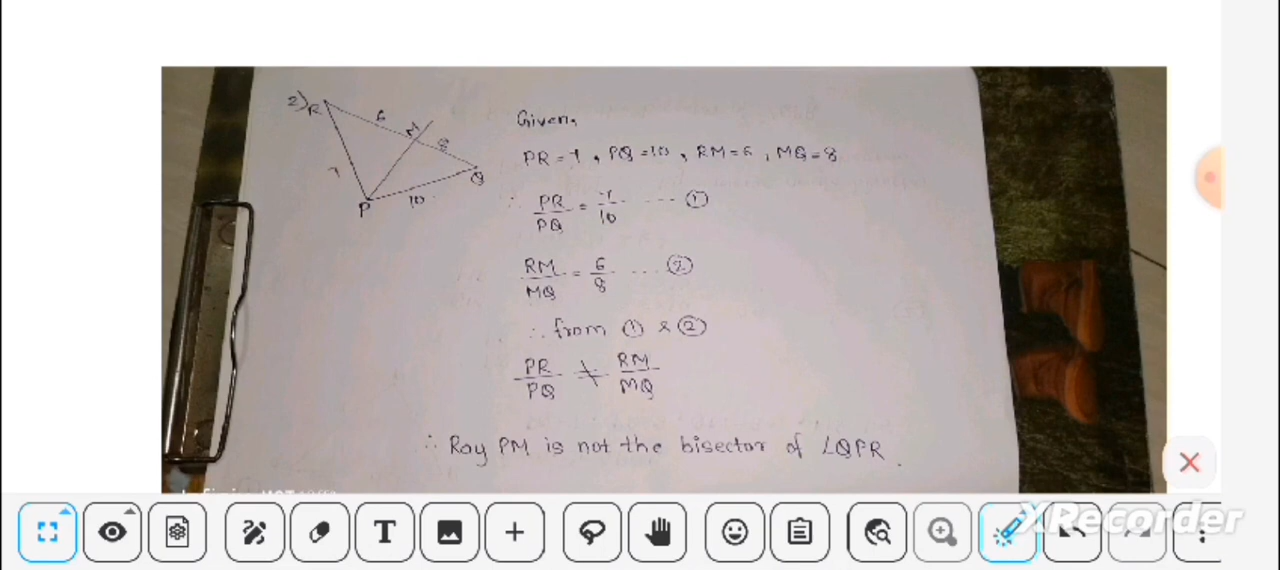 2)
R
6
M
8
Q
7
P
10
Given,
PR = 7, PQ = 10, RM = 6, MQ = 8
∴ PR/PQ = 7/10 ---- ①
RM/MQ = 6/8 .... ②
∴ from ① & ②
PR/PQ ≠ RM/MQ
∴ Ray PM is not the bisector of ∠QPR.
T
XRecorder